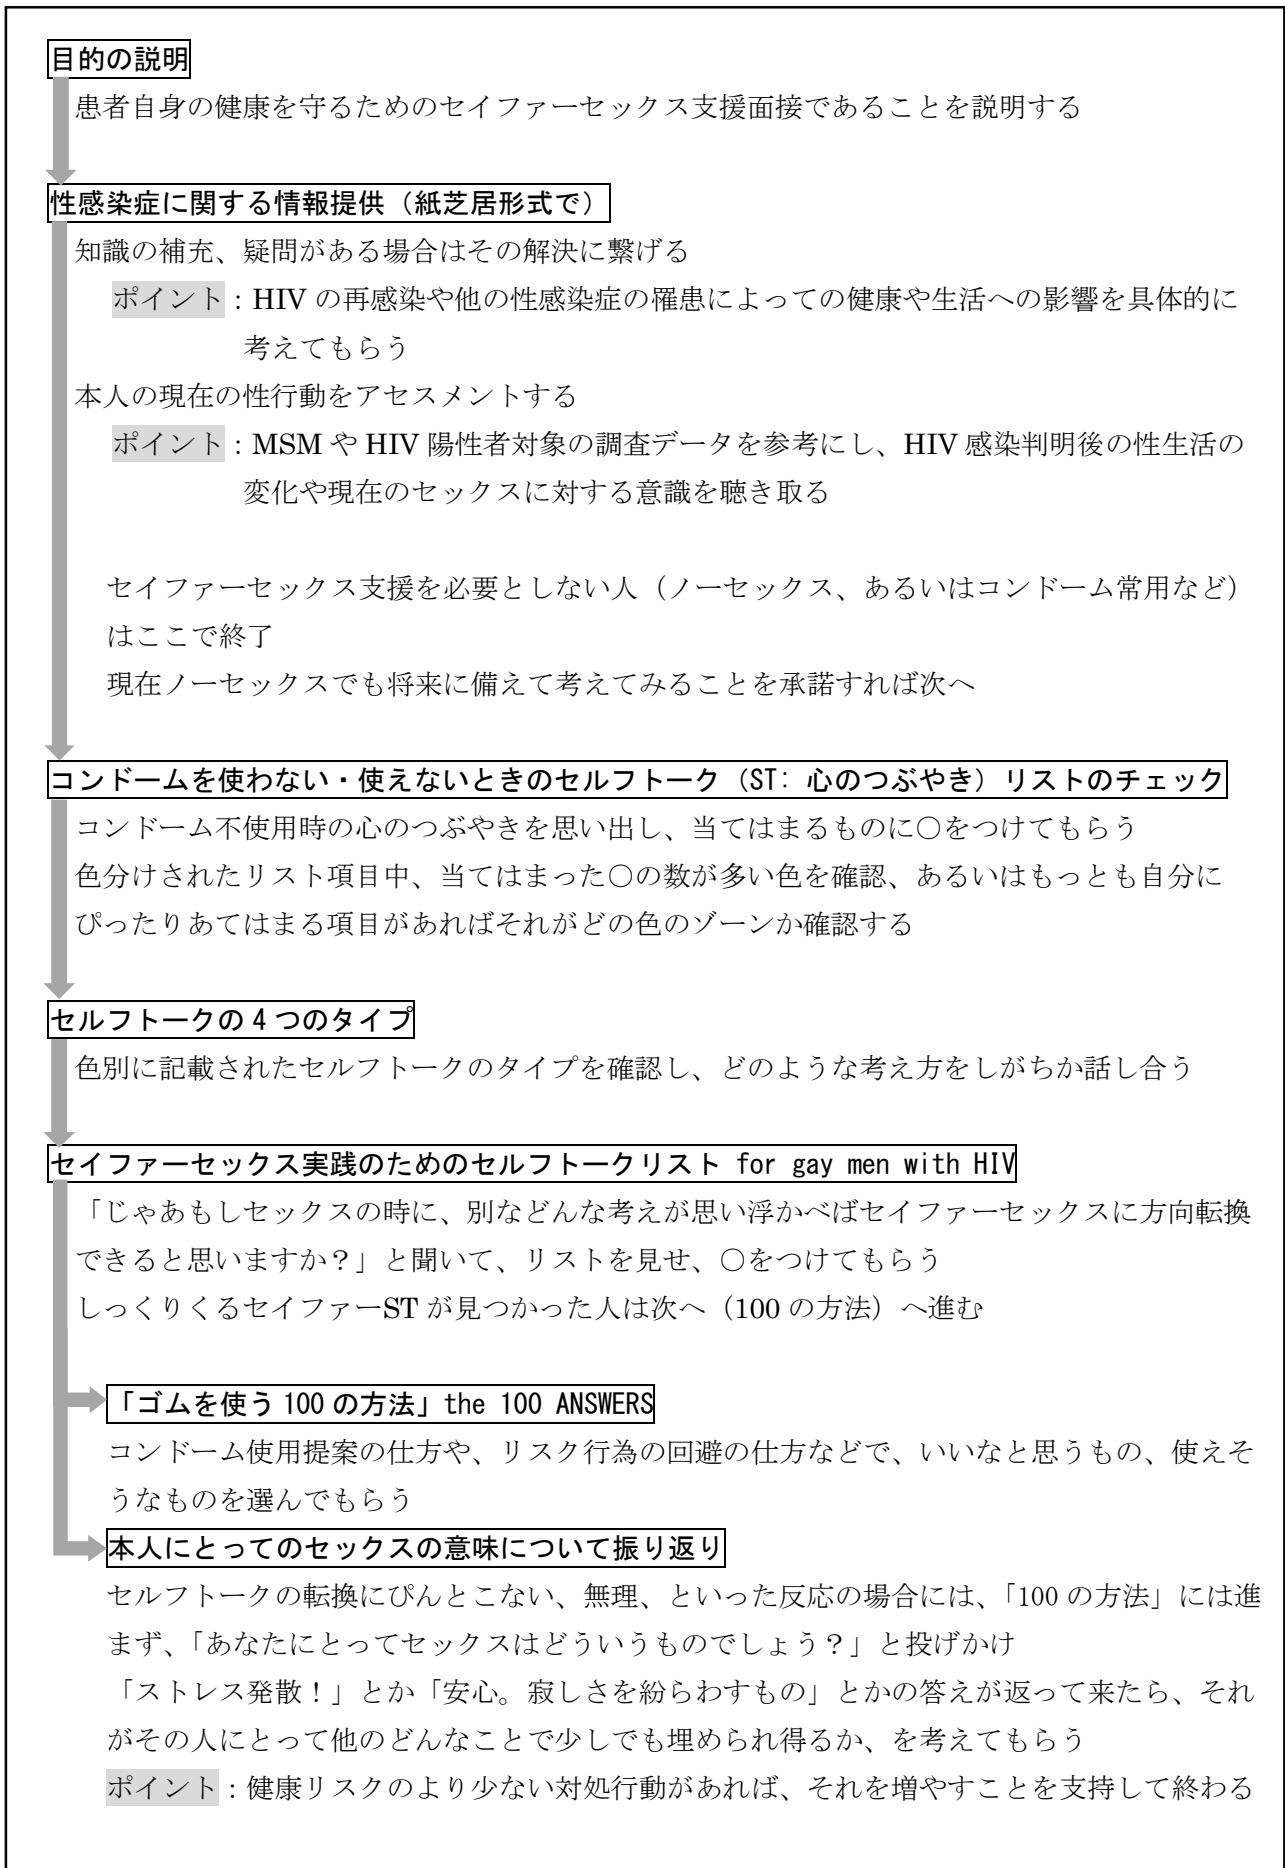 目的の説明
患者自身の健康を守るためのセイファーセックス支援面接であることを説明する
性感染症に関する情報提供（紙芝居形式で）
知識の補充、疑問がある場合はその解決に繋げる
ポイント：HIV の再感染や他の性感染症の罹患によっての健康や生活への影響を具体的に
考えてもらう
本人の現在の性行動をアセスメントする
ポイント：MSM や HIV 陽性者対象の調査データを参考にし、HIV 感染判明後の性生活の
変化や現在のセックスに対する意識を聴き取る
セイファーセックス支援を必要としない人（ノーセックス、あるいはコンドーム常用など）
はここで終了
現在ノーセックスでも将来に備えて考えてみることを承諾すれば次へ
コンドームを使わない・使えないときのセルフトーク（ST: 心のつぶやき）リストのチェック
コンドーム不使用時の心のつぶやきを思い出し、当てはまるものに○をつけてもらう
色分けされたリスト項目中、当てはまった○の数が多い色を確認、あるいはもっとも自分に
ぴったりあてはまる項目があればそれがどの色のゾーンか確認する
セルフトークの 4 つのタイプ
色別に記載されたセルフトークのタイプを確認し、どのような考え方をしがちか話し合う
セイファーセックス実践のためのセルフトークリスト for gay men with HIV
「じゃあもしセックスの時に、別などんな考えが思い浮かべばセイファーセックスに方向転換
できると思いますか？」と聞いて、リストを見せ、○をつけてもらう
しっくりくるセイファーST が見つかった人は次へ（100 の方法）へ進む
「ゴムを使う 100 の方法」the 100 ANSWERS
コンドーム使用提案の仕方や、リスク行為の回避の仕方などで、いいなと思うもの、使えそ
うなものを選んでもらう
本人にとってのセックスの意味について振り返り
セルフトークの転換にぴんとこない、無理、といった反応の場合には、「100 の方法」には進
まず、「あなたにとってセックスはどういうものでしょう？」と投げかけ
「ストレス発散！」とか「安心。寂しさを紛らわすもの」とかの答えが返って来たら、それ
がその人にとって他のどんなことで少しでも埋められ得るか、を考えてもらう
ポイント：健康リスクのより少ない対処行動があれば、それを増やすことを支持して終わる